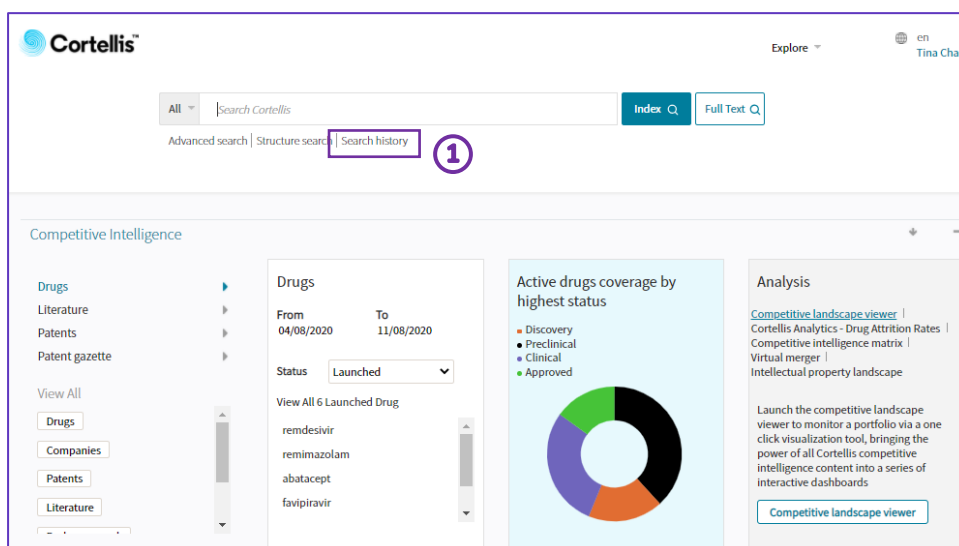 Cortellis™
Explore
en
Tina Cha
All
Search Cortellis
Index
Full Text
Advanced search | Structure search | Search history
1
Competitive Intelligence
Drugs
Literature
Patents
Patent gazette
View All
Drugs
Companies
Patents
Literature
Drugs
From To
04/08/2020 11/08/2020
Status Launched
View All 6 Launched Drug
remdesivir
remimazolam
abatacept
favipiravir
Active drugs coverage by
highest status
Discovery
Preclinical
Clinical
Approved
Analysis
Competitive landscape viewer |
Cortellis Analytics - Drug Attrition Rates |
Competitive intelligence matrix |
Virtual merger |
Intellectual property landscape
Launch the competitive landscape
viewer to monitor a portfolio via a one
click visualization tool, bringing the
power of all Cortellis competitive
intelligence content into a series of
interactive dashboards
Competitive landscape viewer